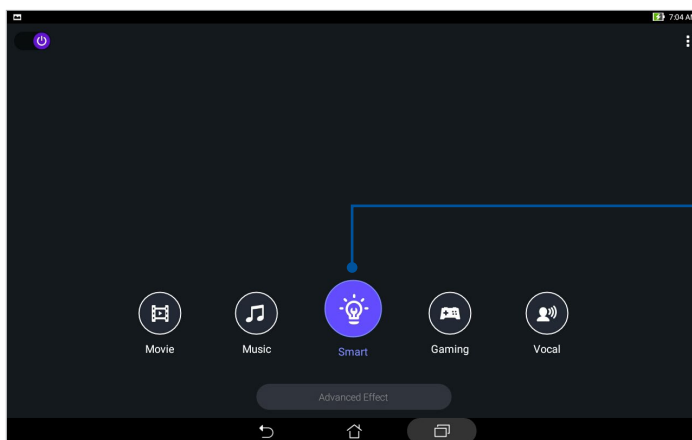 7:04 AM
Movie
Music
Smart
Gaming
Vocal
Advanced Effect